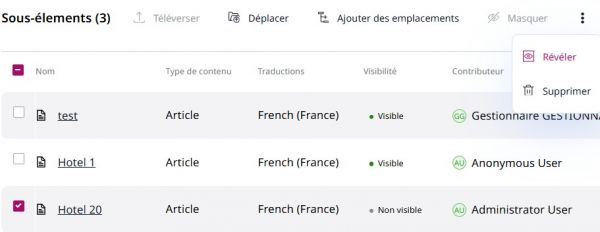 Sous-élements (3) Téléverser Déplacer Ajouter des emplacements Masquer
Révéler
Nom Type de contenu Traductions Visibilité Contributeur
Supprimer
test Article French (France) Visible GG Gestionnaire GESTIONNA
Hotel 1 Article French (France) Visible AU Anonymous User
Hotel 20 Article French (France) Non visible AU Administrator User